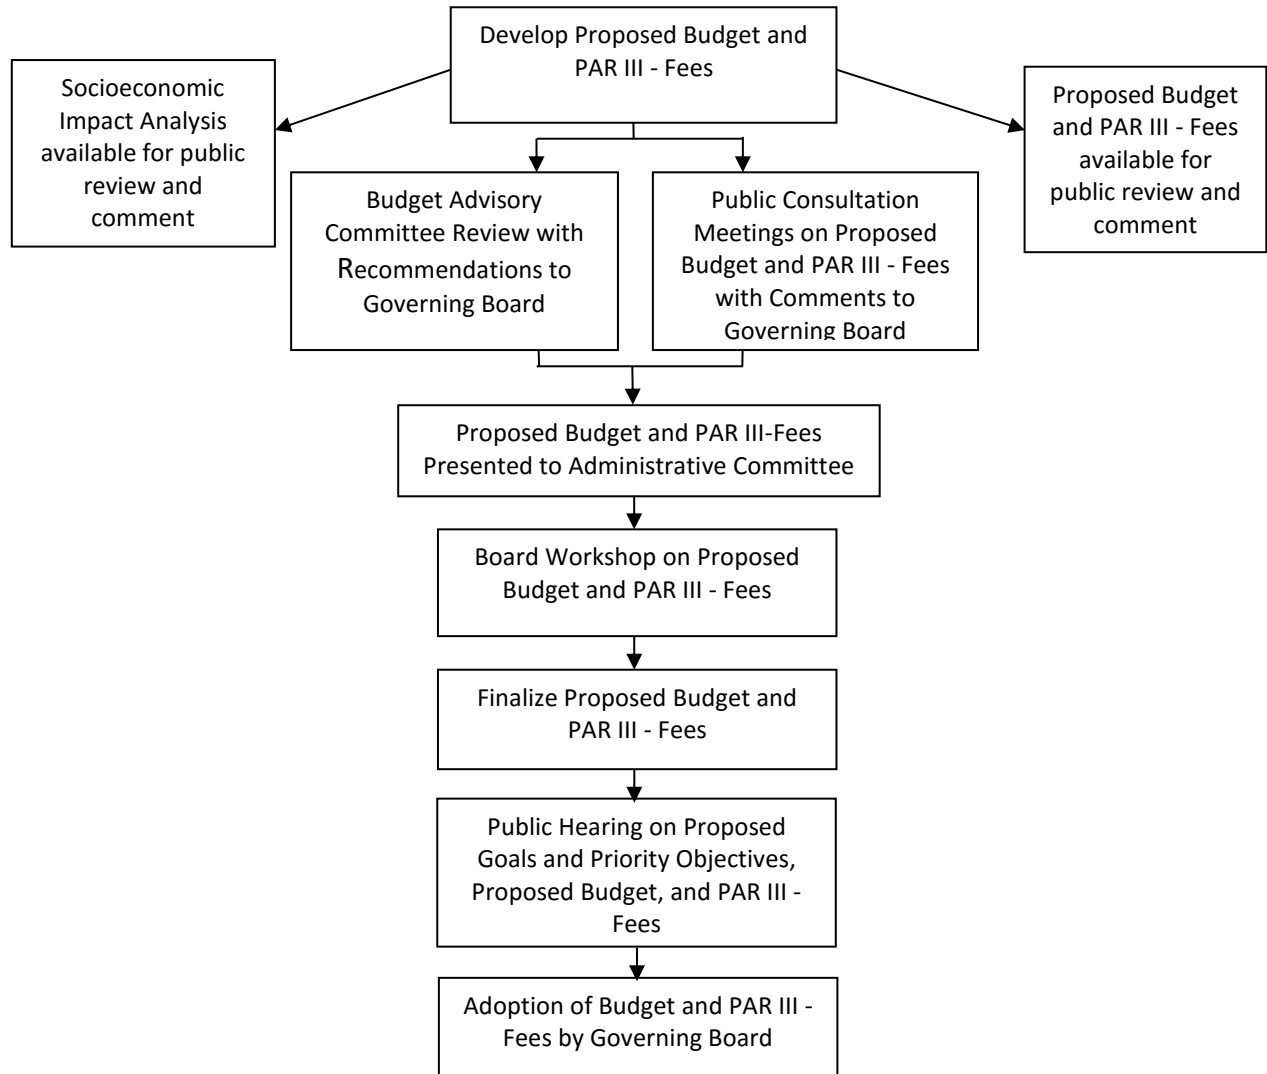 Develop Proposed Budget and
PAR III - Fees
Socioeconomic
Impact Analysis
available for public
review and
comment
Proposed Budget
and PAR III - Fees
available for
public review and
comment
Budget Advisory
Committee Review with
Recommendations to
Governing Board
Public Consultation
Meetings on Proposed
Budget and PAR III - Fees
with Comments to
Governing Board
Proposed Budget and PAR III-Fees
Presented to Administrative Committee
Board Workshop on Proposed
Budget and PAR III - Fees
Finalize Proposed Budget and
PAR III - Fees
Public Hearing on Proposed
Goals and Priority Objectives,
Proposed Budget, and PAR III -
Fees
Adoption of Budget and PAR III -
Fees by Governing Board